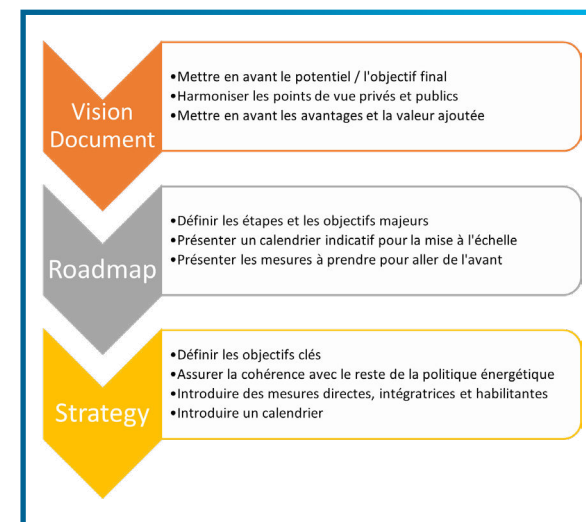 Vision
Document
•Mettre en avant le potentiel / l'objectif final
•Harmoniser les points de vue privés et publics
•Mettre en avant les avantages et la valeur ajoutée
Roadmap
•Définir les étapes et les objectifs majeurs
•Présenter un calendrier indicatif pour la mise à l'échelle
•Présenter les mesures à prendre pour aller de l'avant
Strategy
•Définir les objectifs clés
•Assurer la cohérence avec le reste de la politique énergétique
•Introduire des mesures directes, intégratrices et habilitantes
•Introduire un calendrier